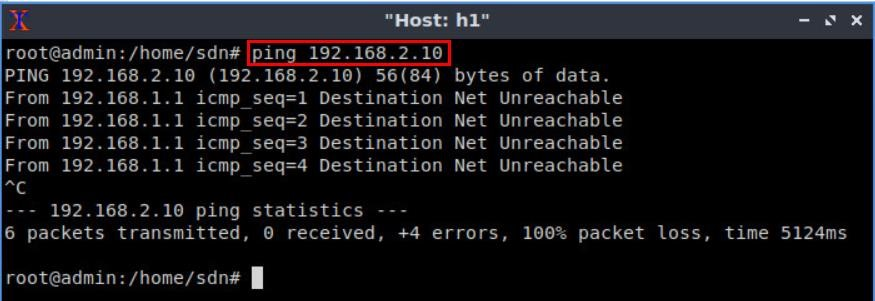 "Host: h1"
root@admin:/home/sdn# ping 192.168.2.10
PING 192.168.2.10 (192.168.2.10) 56(84) bytes of data.
From 192.168.1.1 icmp_seq=1 Destination Net Unreachable
From 192.168.1.1 icmp_seq=2 Destination Net Unreachable
From 192.168.1.1 icmp_seq=3 Destination Net Unreachable
From 192.168.1.1 icmp_seq=4 Destination Net Unreachable
^C
--- 192.168.2.10 ping statistics ---
6 packets transmitted, 0 received, +4 errors, 100% packet loss, time 5124ms
root@admin:/home/sdn#